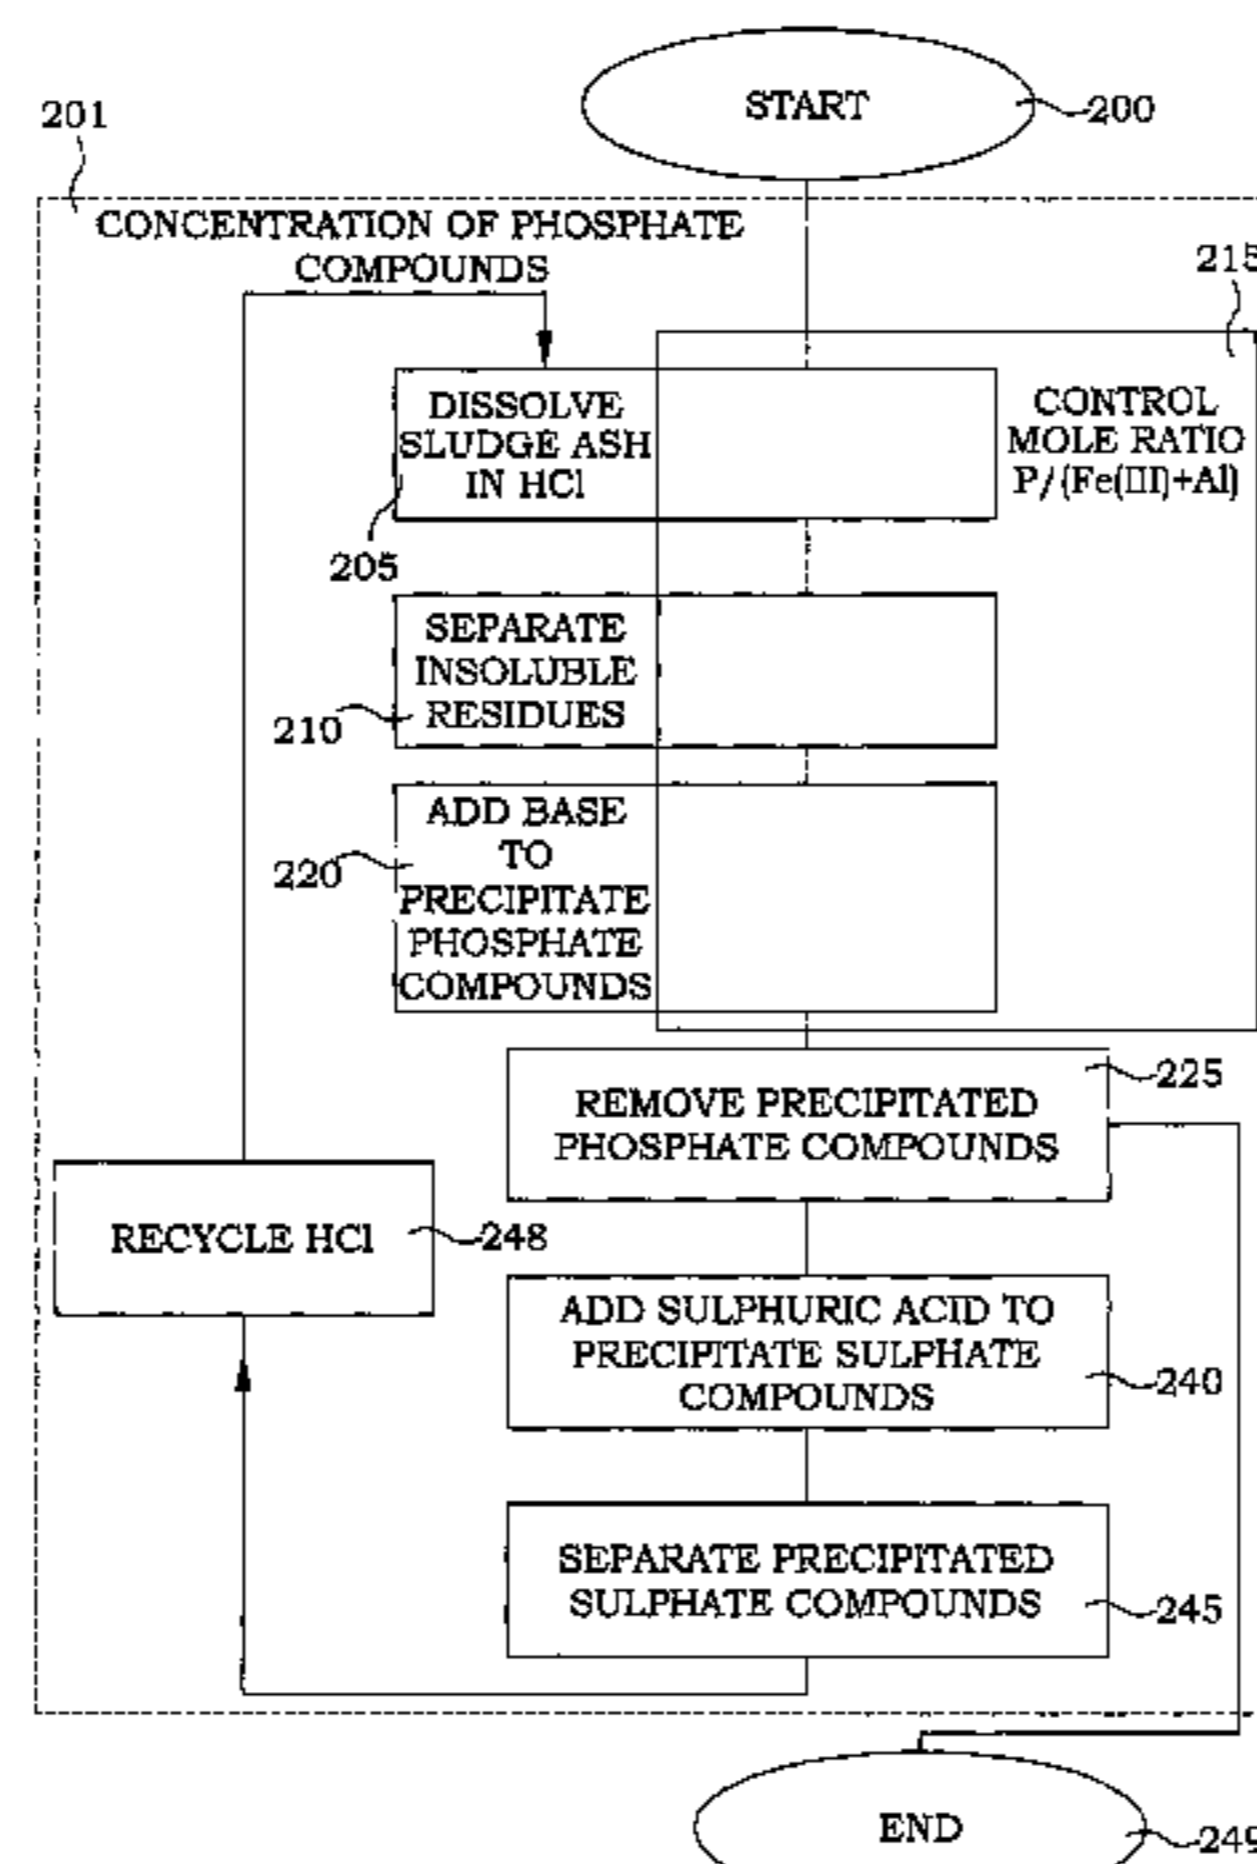 START
200
201
CONCENTRATION OF PHOSPHATE
COMPOUNDS
215
DISSOLVE
SLUDGE ASH
IN HCl
205
CONTROL
MOLE RATIO
P/(Fe(III)+Al)
SEPARATE
INSOLUBLE
RESIDUES
210
ADD BASE
TO
PRECIPITATE
PHOSPHATE
COMPOUNDS
220
REMOVE PRECIPITATED
PHOSPHATE COMPOUNDS
225
RECYCLE HCl
248
ADD SULPHURIC ACID TO
PRECIPITATE SULPHATE
COMPOUNDS
240
SEPARATE PRECIPITATED
SULPHATE COMPOUNDS
245
END
249